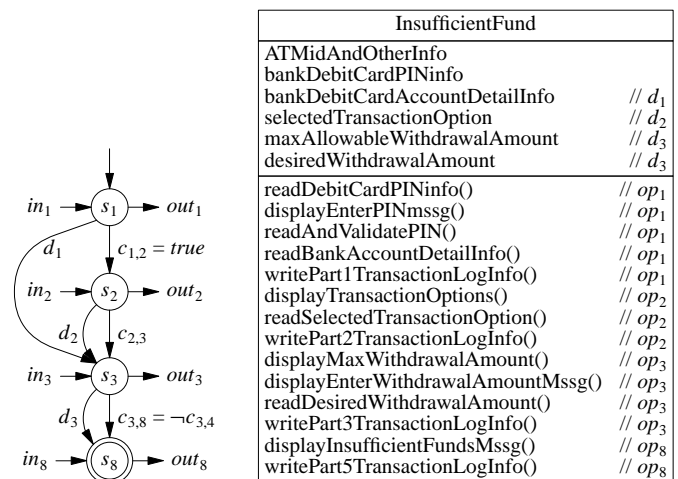 InsufficientFund
ATMidAndOtherInfo
bankDebitCardPINinfo
bankDebitCardAccountDetailInfo // d1
selectedTransactionOption // d2
maxAllowableWithdrawalAmount // d3
desiredWithdrawalAmount // d3
readDebitCardPINinfo() // op1
displayEnterPINmssg() // op1
readAndValidatePIN() // op1
readBankAccountDetailInfo() // op1
writePart1TransactionLogInfo() // op1
displayTransactionOptions() // op2
readSelectedTransactionOption() // op2
writePart2TransactionLogInfo() // op2
displayMaxWithdrawalAmount() // op3
displayEnterWithdrawalAmountMssg() // op3
readDesiredWithdrawalAmount() // op3
writePart3TransactionLogInfo() // op3
displayInsufficientFundsMssg() // op8
writePart5TransactionLogInfo() // op8
in1 s1 out1
d1 c1,2 = true
in2 s2 out2
d2 c2,3
in3 s3 out3
d3 c3,8 = ¬c3,4
in8 s8 out8